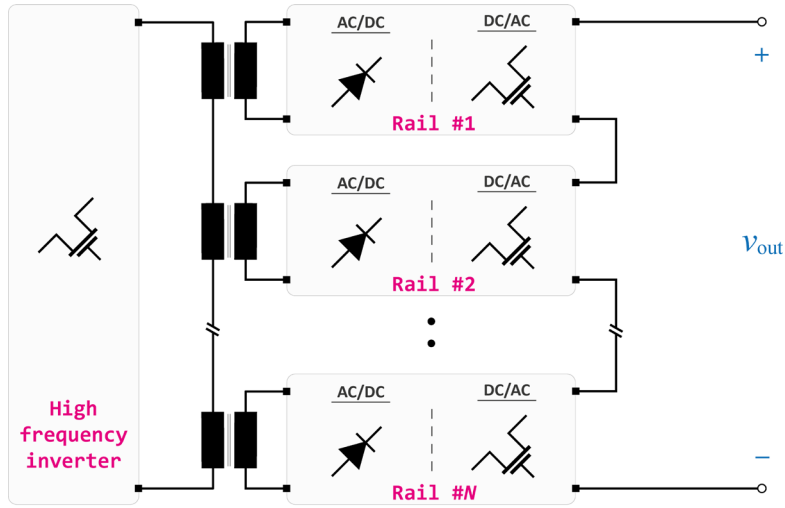 AC/DC
DC/AC
Rail #1
+
AC/DC
DC/AC
Rail #2
vout
High
frequency
inverter
AC/DC
DC/AC
Rail #N
−